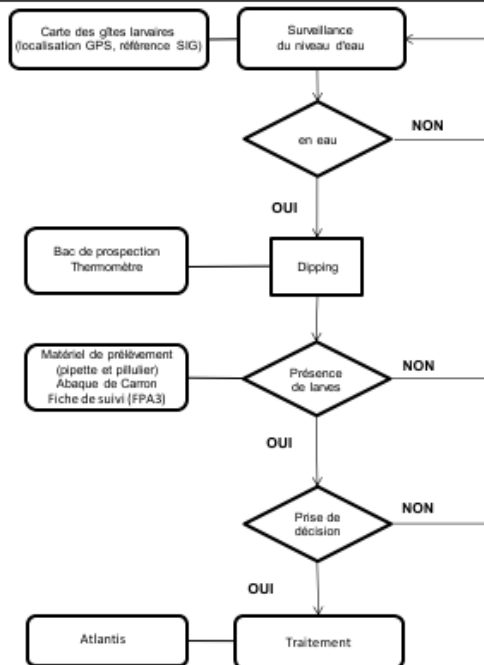 Carte des gîtes larvaires
(localisation GPS, référence SIG)
Surveillance
du niveau d'eau
en eau
NON
OUI
Bac de prospection
Thermomètre
Dipping
Matériel de prélèvement
(pipette et pillulier)
Abaque de Carron
Fiche de suivi (FPA3)
Présence
de larves
NON
OUI
Prise de
décision
NON
OUI
Atlantis
Traitement